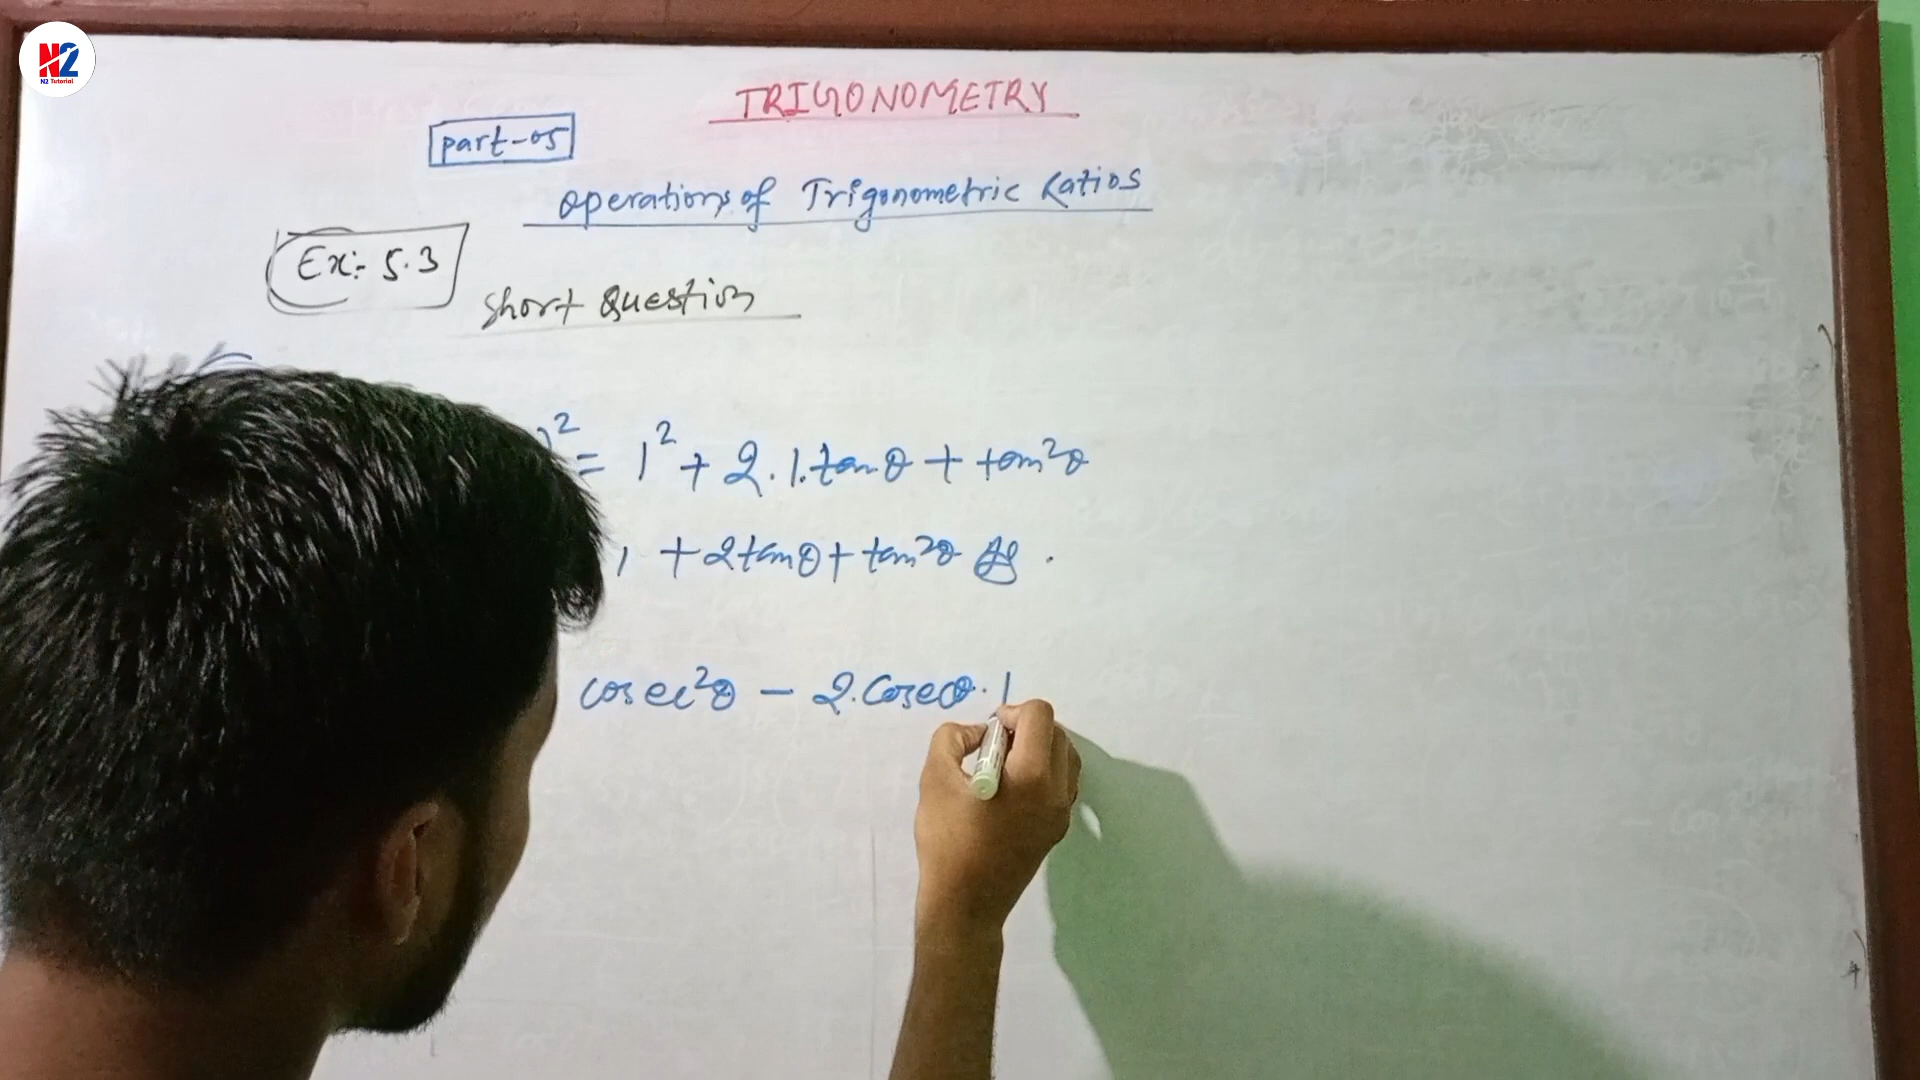 N2
N2 Tutorial
TRIGONOMETRY
part-05
Operations of Trigonometric Ratios
Ex:- 5.3
Short Question
)² = 1² + 2.1.tanθ + tan²θ
1 + 2tanθ + tan²θ .
cosec²θ - 2.Cosecθ.1